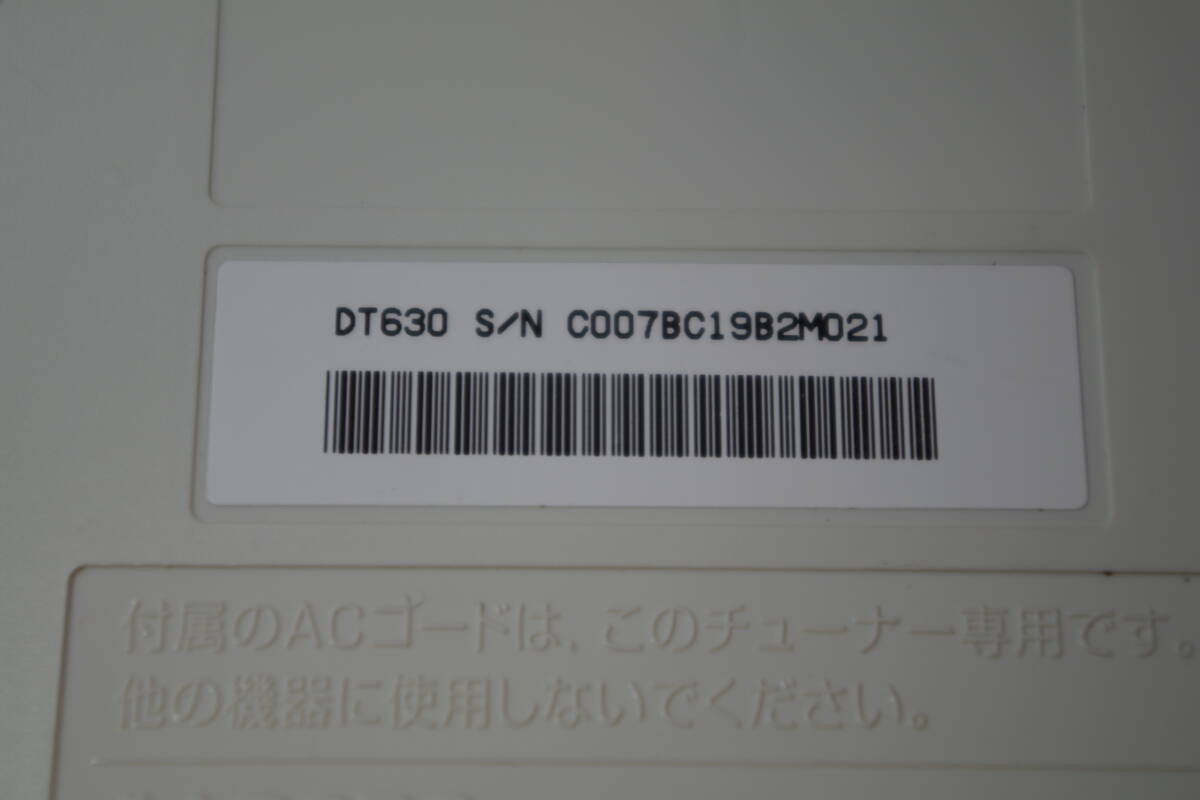 DT630 S/N C007BC19B2M021
付属のACコードは、このチューナー専用です。
他の機器に使用しないでください。